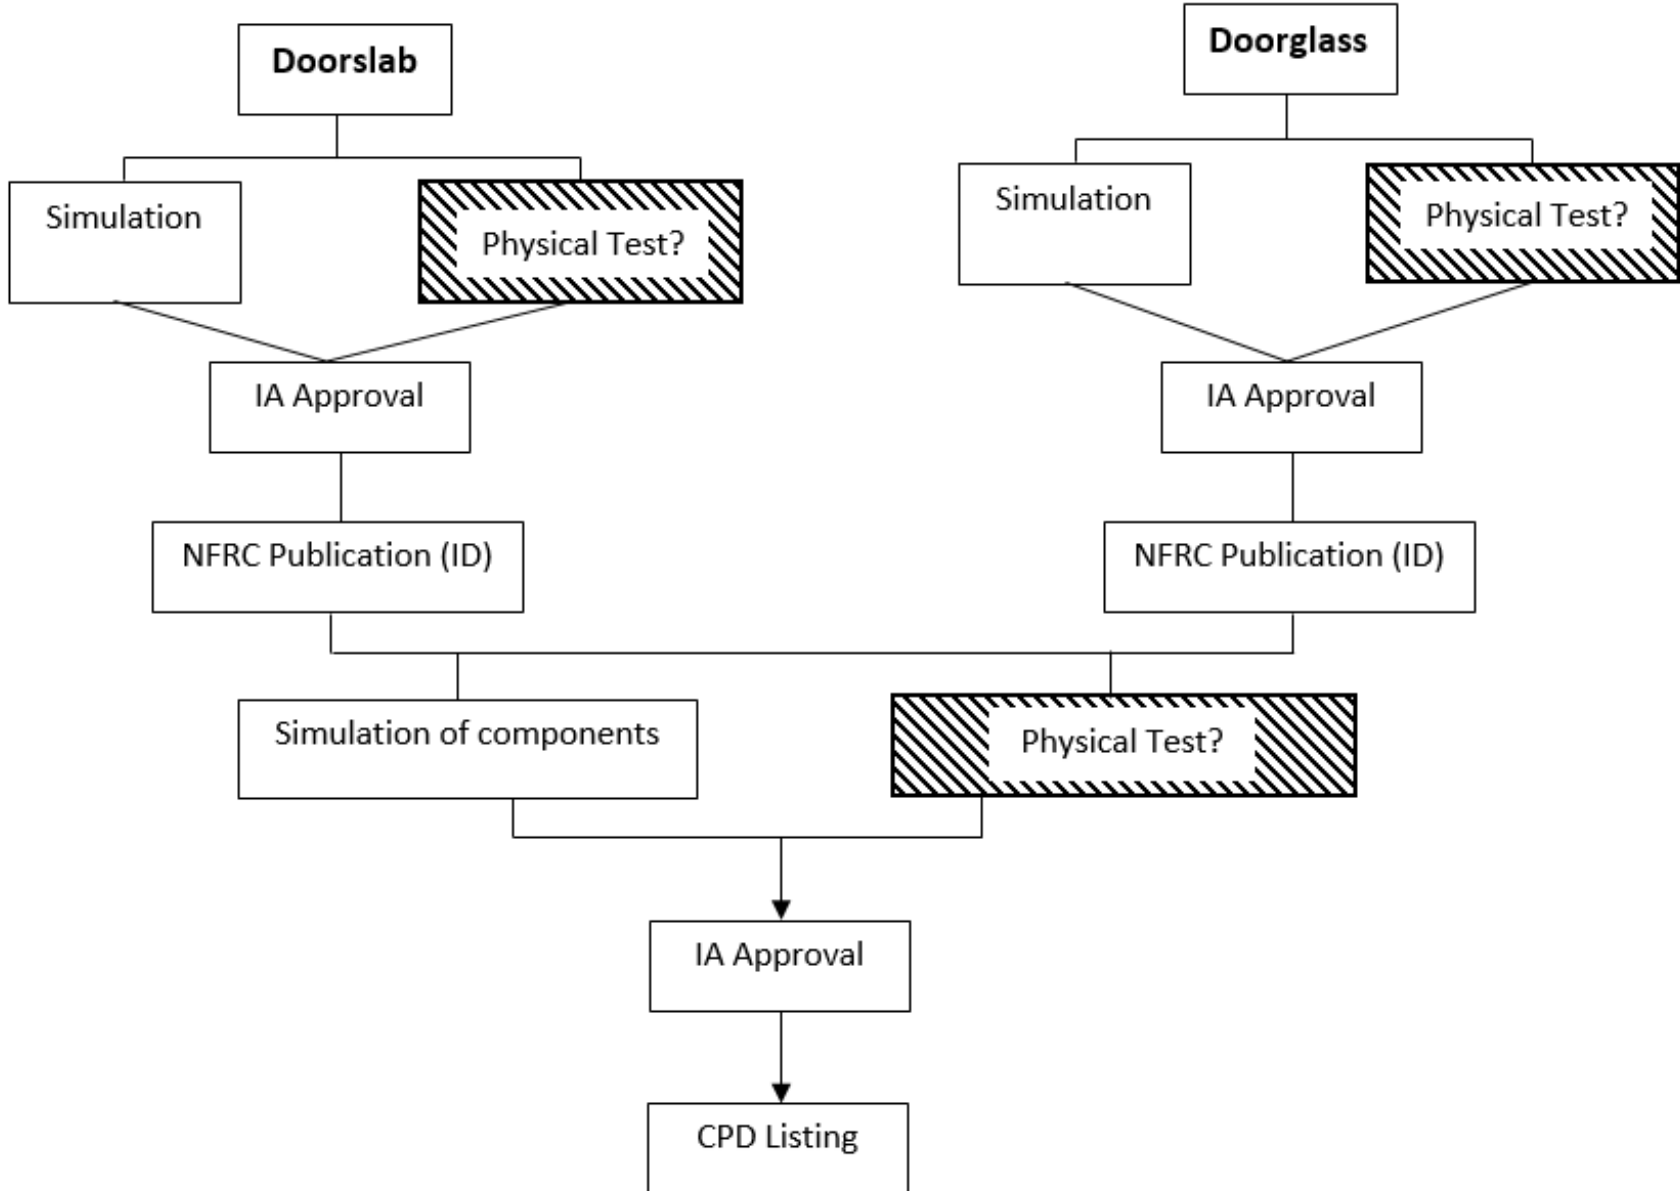 Doorslab
Doorglass
Simulation
Physical Test?
Simulation
Physical Test?
IA Approval
IA Approval
NFRC Publication (ID)
NFRC Publication (ID)
Simulation of components
Physical Test?
IA Approval
CPD Listing